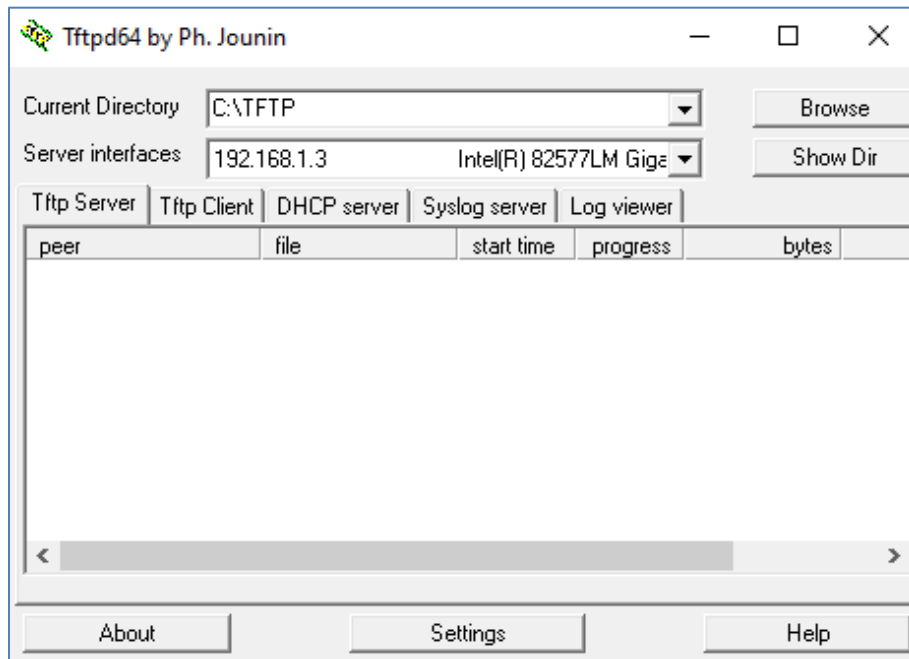 Tftpd64 by Ph. Jounin
Current Directory C:\TFTP Browse
Server interfaces 192.168.1.3 Intel(R) 82577LM Giga Show Dir
Tftp Server Tftp Client DHCP server Syslog server Log viewer
peer file start time progress bytes
About Settings Help